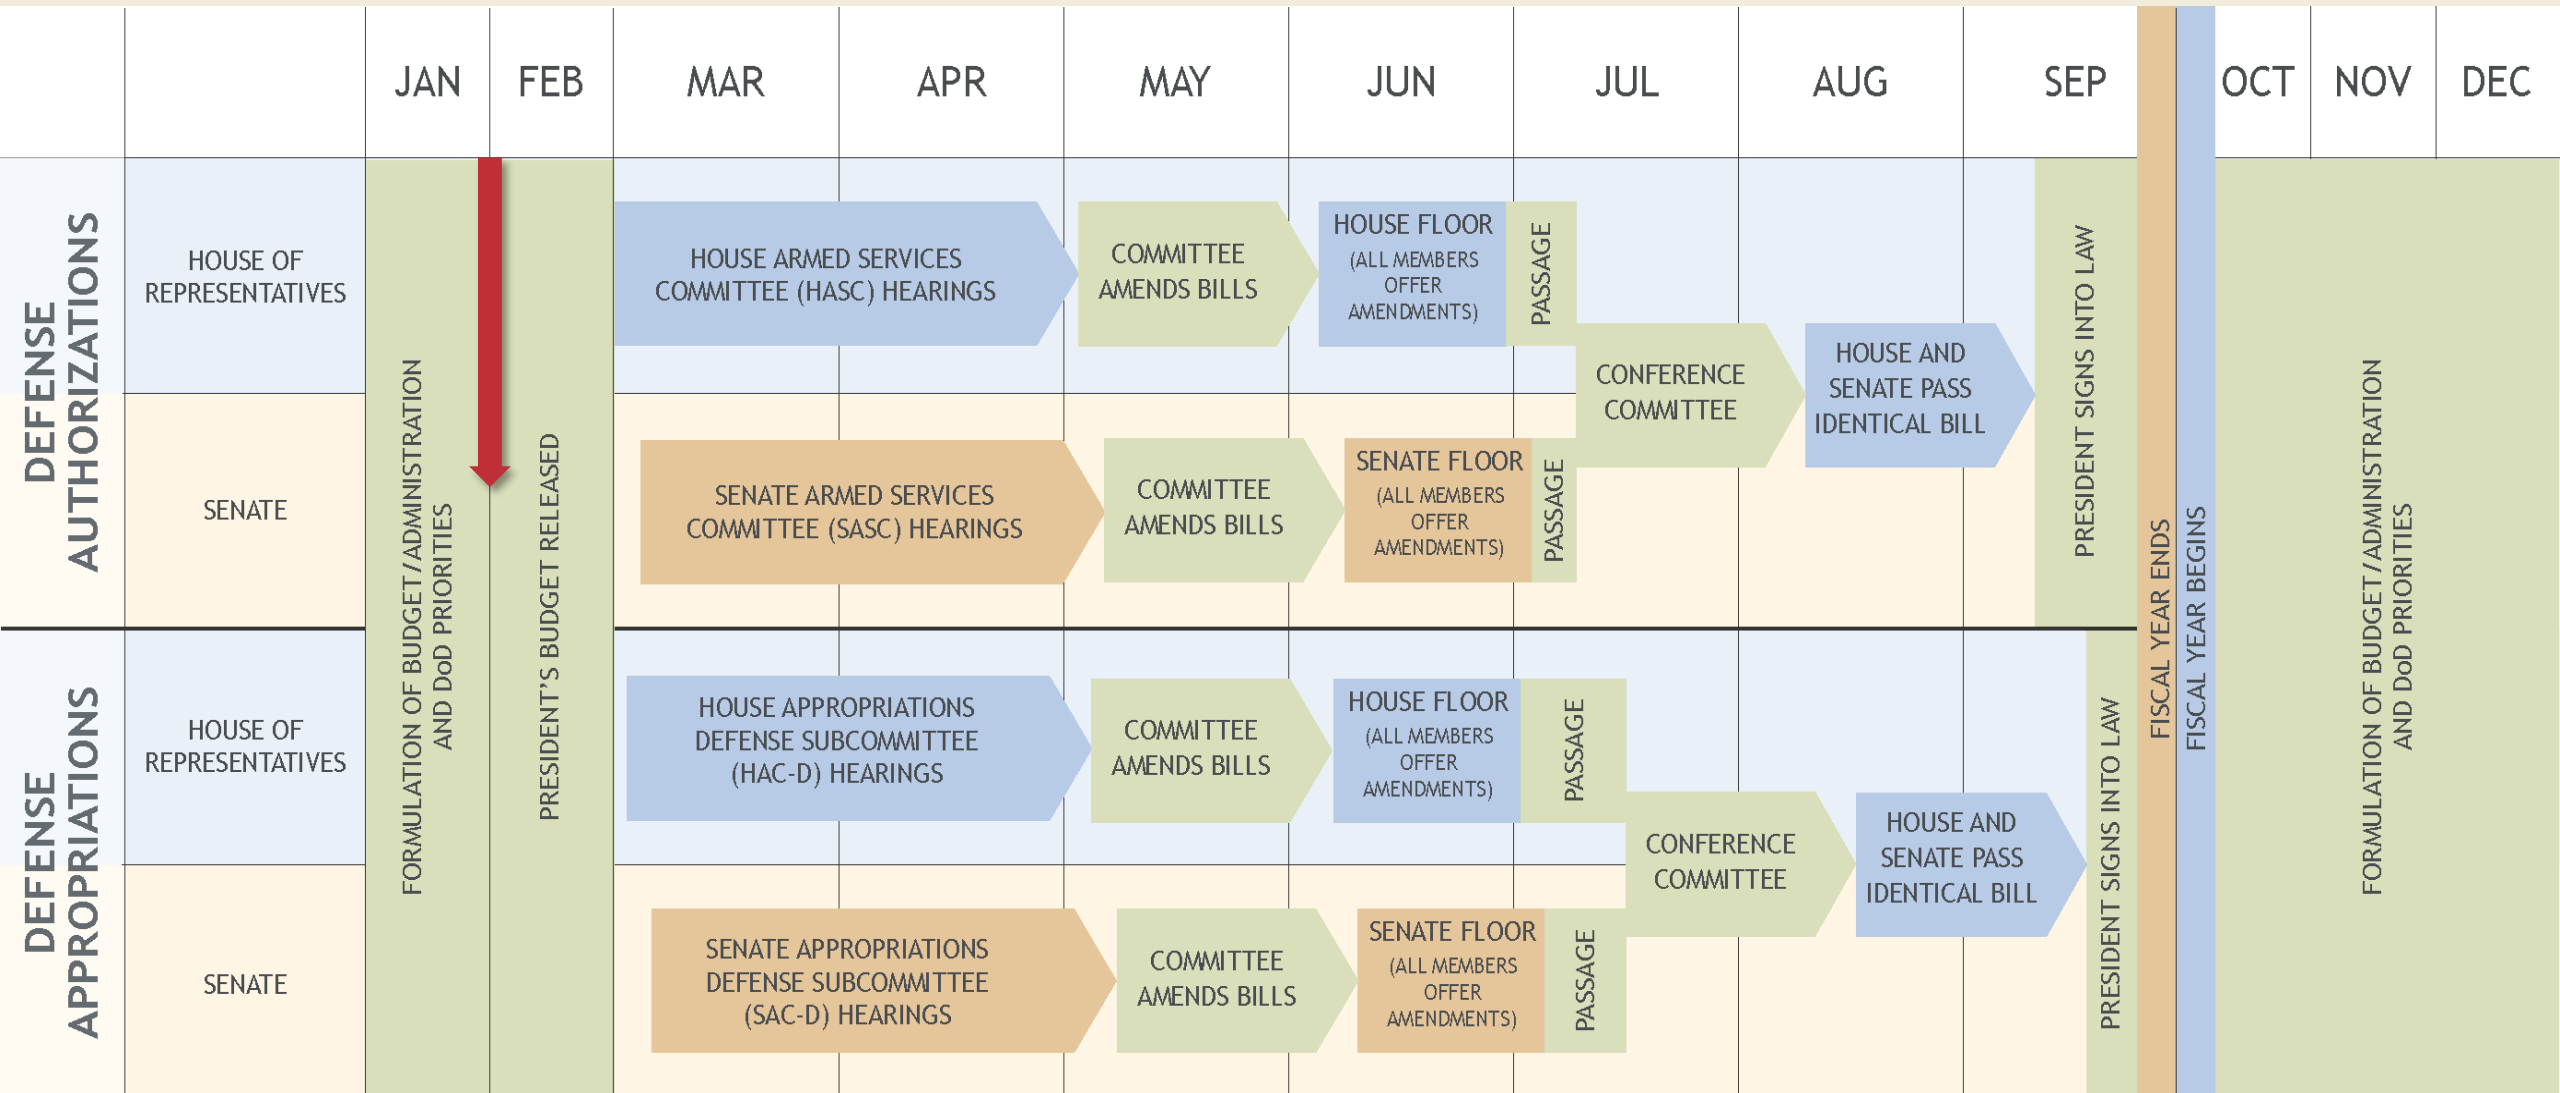 JAN
FEB
MAR
APR
MAY
JUN
JUL
AUG
SEP
OCT
NOV
DEC
DEFENSE
AUTHORIZATIONS
HOUSE OF
REPRESENTATIVES
SENATE
FORMULATION OF BUDGET/ADMINISTRATION
AND DoD PRIORITIES
PRESIDENT'S BUDGET RELEASED
HOUSE ARMED SERVICES
COMMITTEE (HASC) HEARINGS
COMMITTEE
AMENDS BILLS
HOUSE FLOOR
(ALL MEMBERS
OFFER
AMENDMENTS)
PASSAGE
SENATE ARMED SERVICES
COMMITTEE (SASC) HEARINGS
COMMITTEE
AMENDS BILLS
SENATE FLOOR
(ALL MEMBERS
OFFER
AMENDMENTS)
PASSAGE
CONFERENCE
COMMITTEE
HOUSE AND
SENATE PASS
IDENTICAL BILL
PRESIDENT SIGNS INTO LAW
DEFENSE
APPROPRIATIONS
HOUSE OF
REPRESENTATIVES
SENATE
HOUSE APPROPRIATIONS
DEFENSE SUBCOMMITTEE
(HAC-D) HEARINGS
COMMITTEE
AMENDS BILLS
HOUSE FLOOR
(ALL MEMBERS
OFFER
AMENDMENTS)
PASSAGE
SENATE APPROPRIATIONS
DEFENSE SUBCOMMITTEE
(SAC-D) HEARINGS
COMMITTEE
AMENDS BILLS
SENATE FLOOR
(ALL MEMBERS
OFFER
AMENDMENTS)
PASSAGE
CONFERENCE
COMMITTEE
HOUSE AND
SENATE PASS
IDENTICAL BILL
PRESIDENT SIGNS INTO LAW
FISCAL YEAR ENDS
FISCAL YEAR BEGINS
FORMULATION OF BUDGET/ADMINISTRATION
AND DoD PRIORITIES